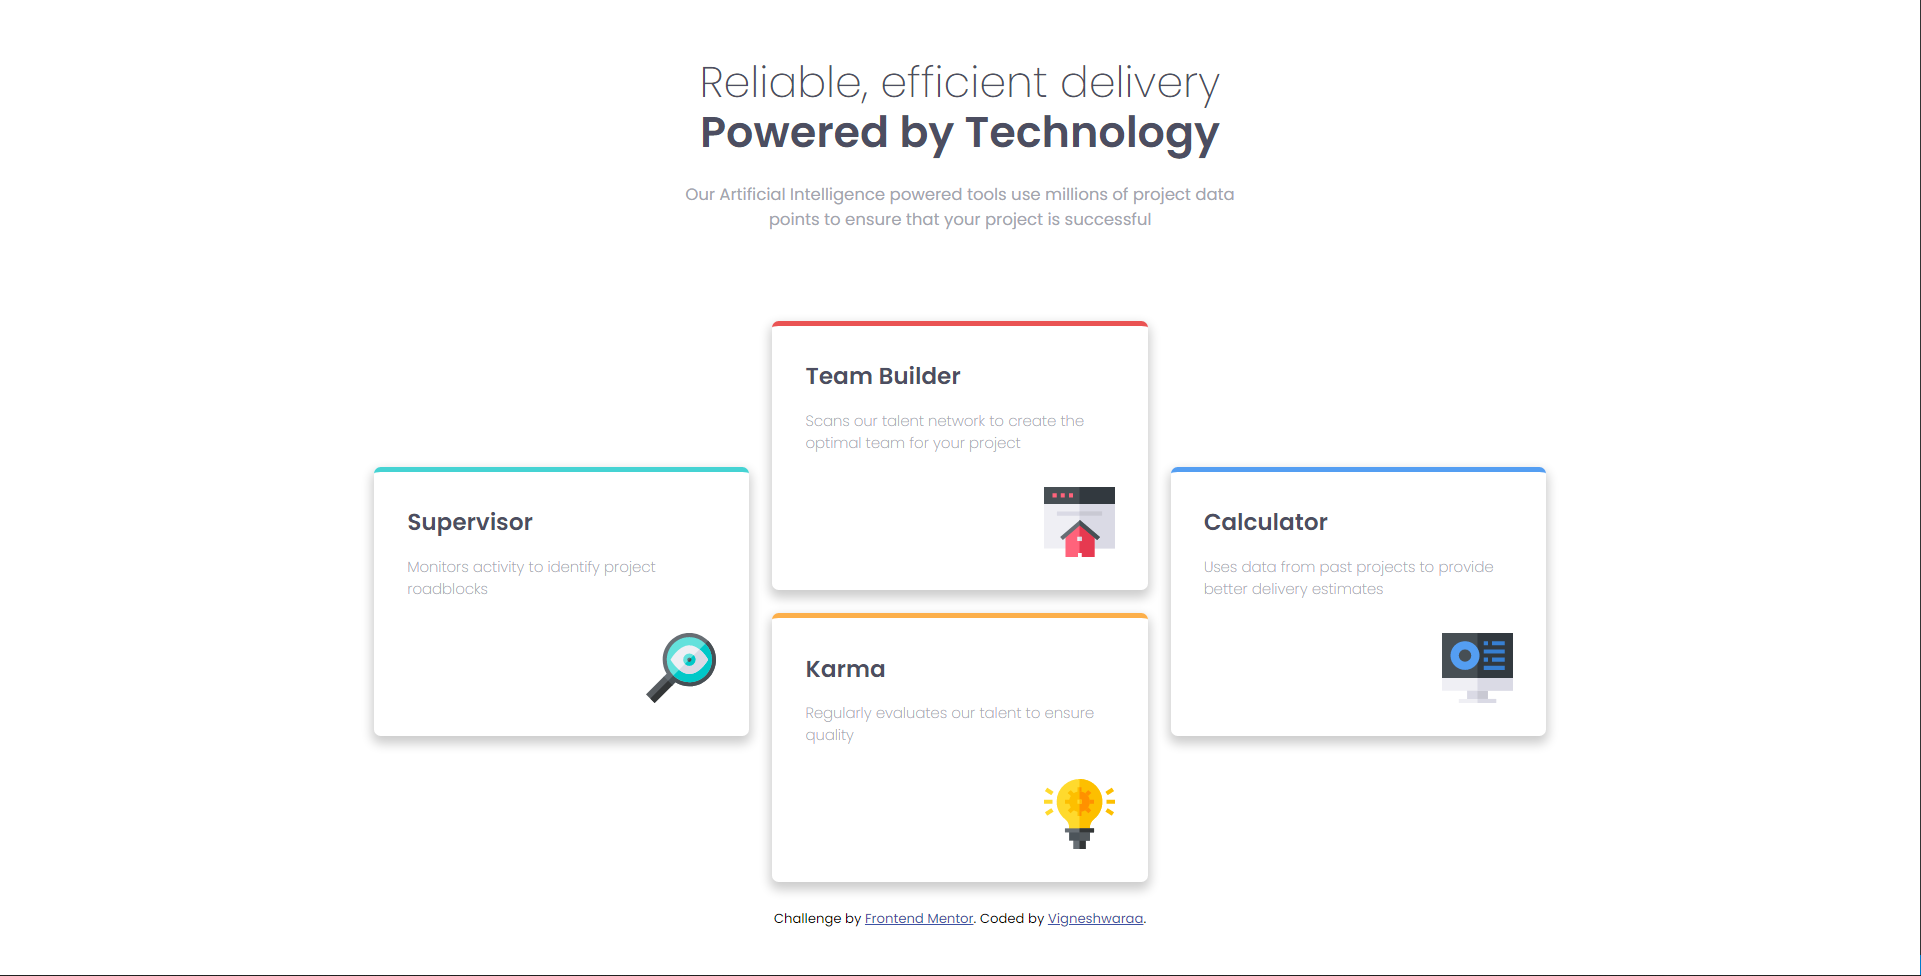 Reliable, efficient delivery
Powered by Technology
Our Artificial Intelligence powered tools use millions of project data
points to ensure that your project is successful
Team Builder
Scans our talent network to create the
optimal team for your project
Supervisor
Monitors activity to identify project
roadblocks
Calculator
Uses data from past projects to provide
better delivery estimates
Karma
Regularly evaluates our talent to ensure
quality
Challenge by Frontend Mentor. Coded by Vigneshwaraa.